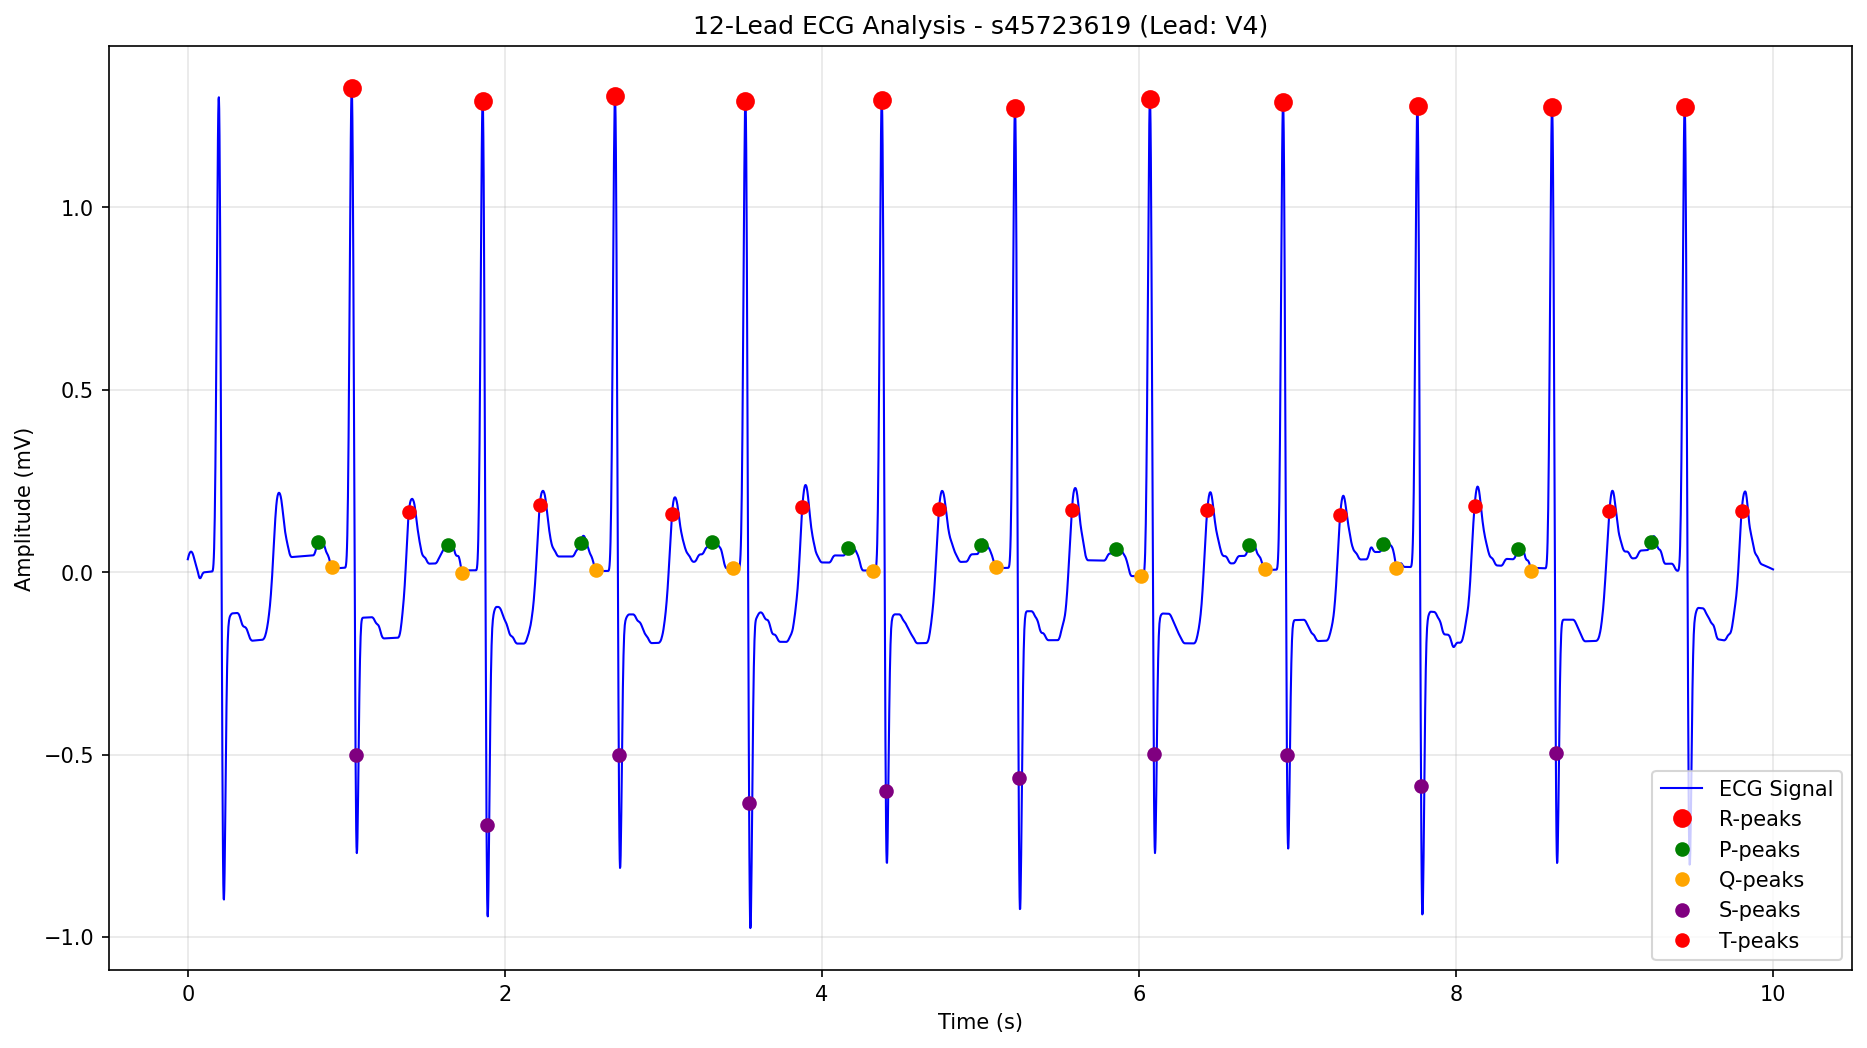 12-Lead ECG Analysis - s45723619 (Lead: V4)
Amplitude (mV)
1.0
0.5
0.0
−0.5
−1.0
0 2 4 6 8 10
Time (s)
ECG Signal
R-peaks
P-peaks
Q-peaks
S-peaks
T-peaks